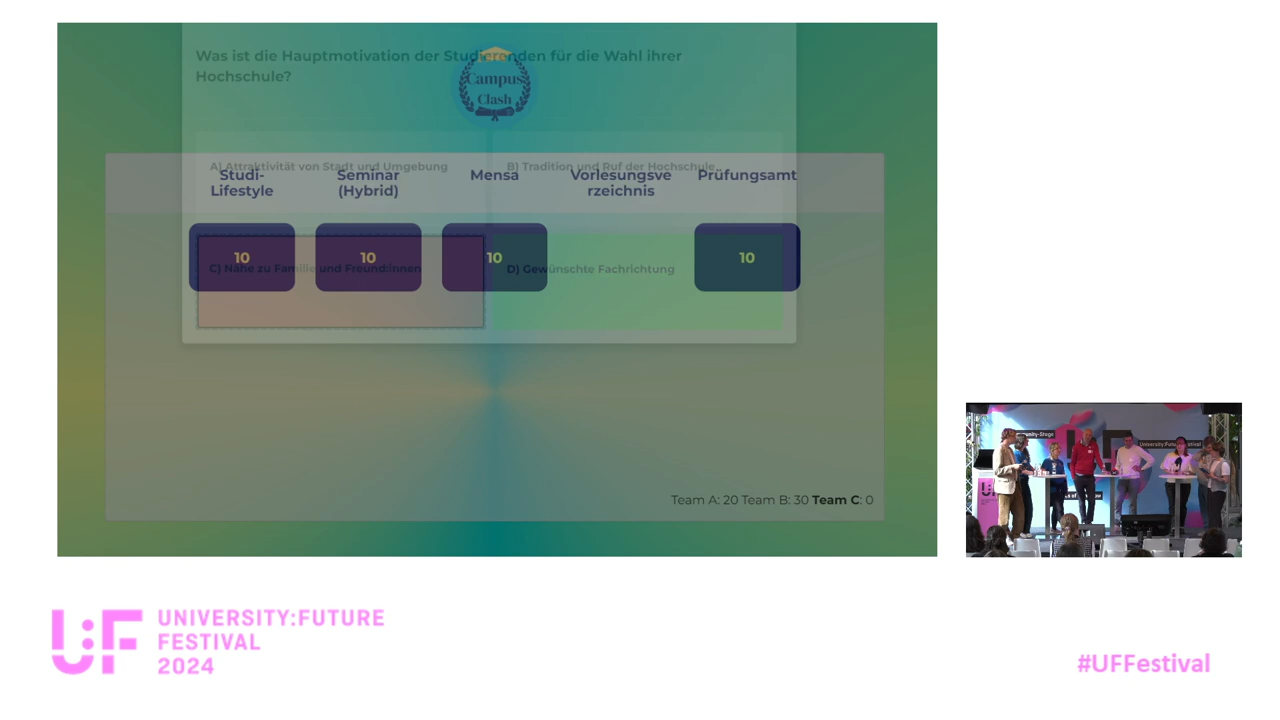 Was ist die Hauptmotivation der Studierenden für die Wahl ihrer
Hochschule?
Campus
Clash
A) Attraktivität von Stadt und Umgebung
B) Tradition und Ruf der Hochschule
Studi-
Lifestyle
Seminar
(Hybrid)
Mensa
Vorlesungsve
rzeichnis
Prüfungsamt
10
10
10
10
C) Nähe zu Familie und Freund:innen
D) Gewünschte Fachrichtung
Team A: 20 Team B: 30 Team C: 0
U:F
UNIVERSITY:FUTURE
FESTIVAL
2024
#UFFestival